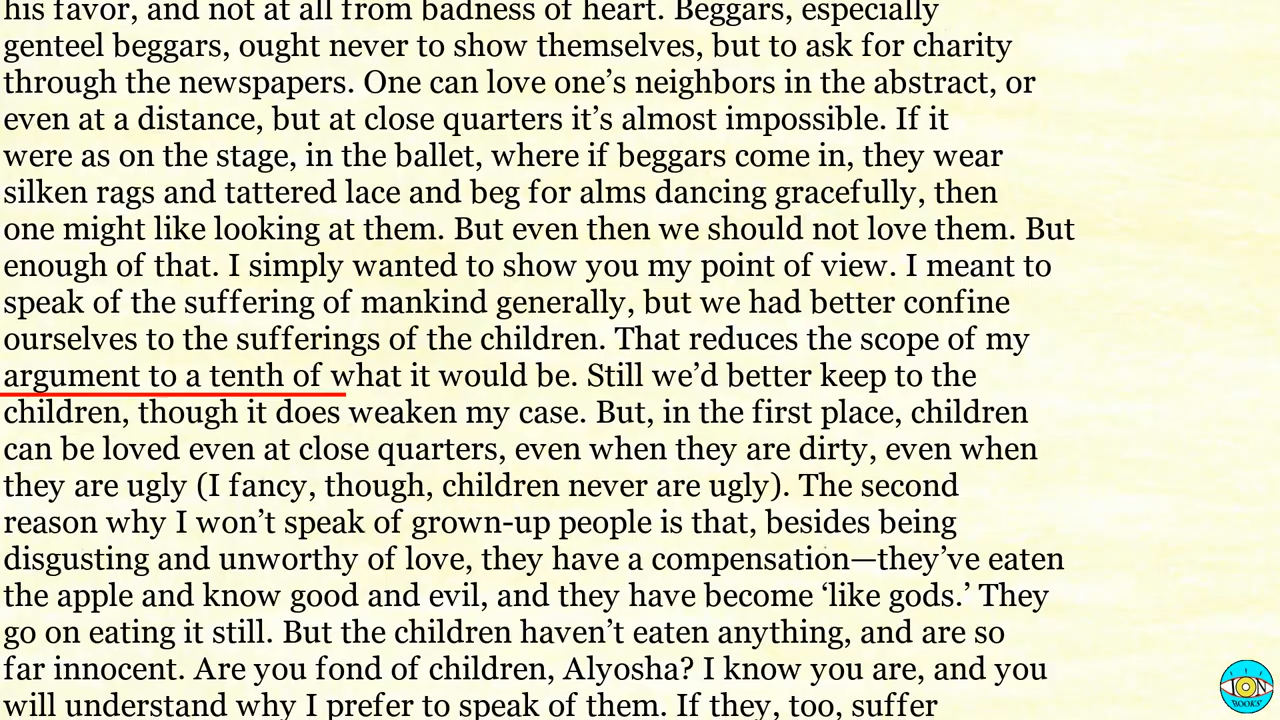 his favor, and not at all from badness of heart. Beggars, especially
genteel beggars, ought never to show themselves, but to ask for charity
through the newspapers. One can love one’s neighbors in the abstract, or
even at a distance, but at close quarters it’s almost impossible. If it
were as on the stage, in the ballet, where if beggars come in, they wear
silken rags and tattered lace and beg for alms dancing gracefully, then
one might like looking at them. But even then we should not love them. But
enough of that. I simply wanted to show you my point of view. I meant to
speak of the suffering of mankind generally, but we had better confine
ourselves to the sufferings of the children. That reduces the scope of my
argument to a tenth of what it would be. Still we’d better keep to the
children, though it does weaken my case. But, in the first place, children
can be loved even at close quarters, even when they are dirty, even when
they are ugly (I fancy, though, children never are ugly). The second
reason why I won’t speak of grown-up people is that, besides being
disgusting and unworthy of love, they have a compensation—they’ve eaten
the apple and know good and evil, and they have become ‘like gods.’ They
go on eating it still. But the children haven’t eaten anything, and are so
far innocent. Are you fond of children, Alyosha? I know you are, and you
will understand why I prefer to speak of them. If they, too, suffer
ION
BOOKS